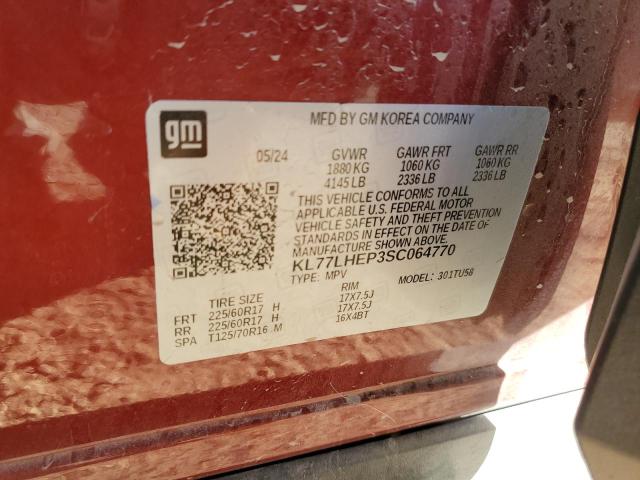 gm
MFD BY GM KOREA COMPANY
05/24 GVWR GAWR FRT GAWR RR
1880 KG 1060 KG 1060 KG
4145 LB 2336 LB 2336 LB
THIS VEHICLE CONFORMS TO ALL
APPLICABLE U.S. FEDERAL MOTOR
VEHICLE SAFETY AND THEFT PREVENTION
STANDARDS IN EFFECT ON THE DATE OF
MANUFACTURE SHOWN ABOVE.
KL77LHEP3SC064770
TYPE: MPV MODEL: 301TU58
TIRE SIZE RIM
FRT 225/60R17 H 17X7.5J
RR 225/60R17 H 17X7.5J
SPA T125/70R16 M 16X4BT